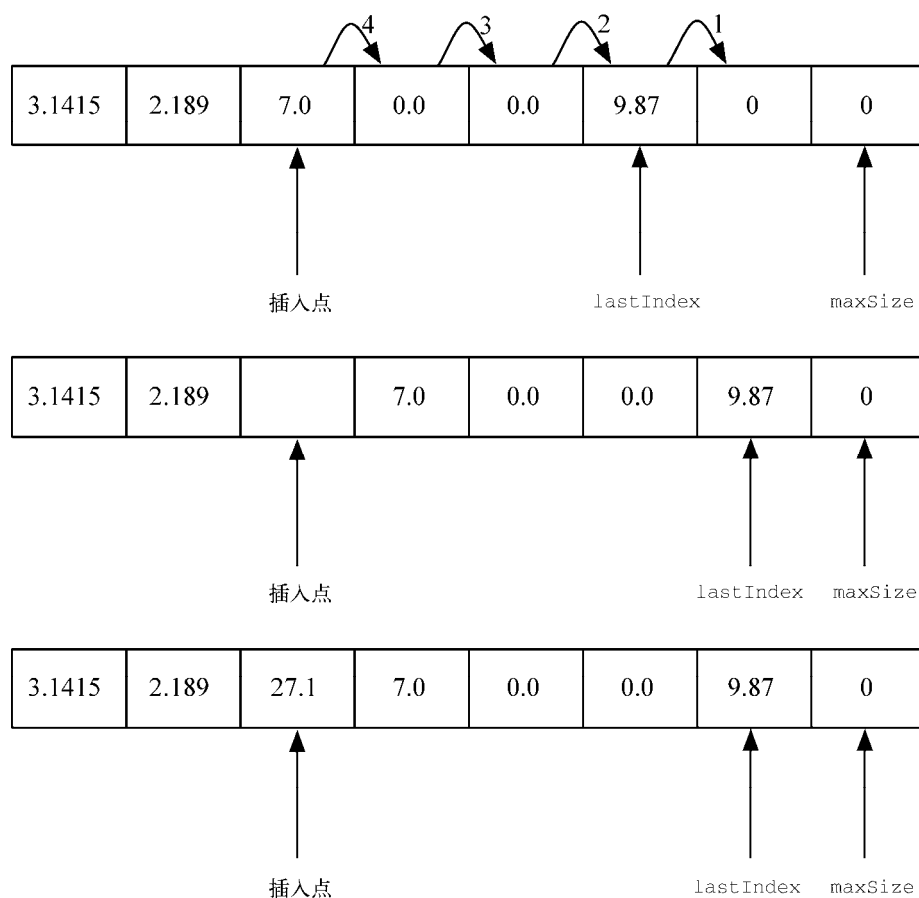 4 3 2 1
3.1415 2.189 7.0 0.0 0.0 9.87 0 0
插入点 lastIndex maxSize
3.1415 2.189 7.0 0.0 0.0 9.87 0
插入点 lastIndex maxSize
3.1415 2.189 27.1 7.0 0.0 0.0 9.87 0
插入点 lastIndex maxSize